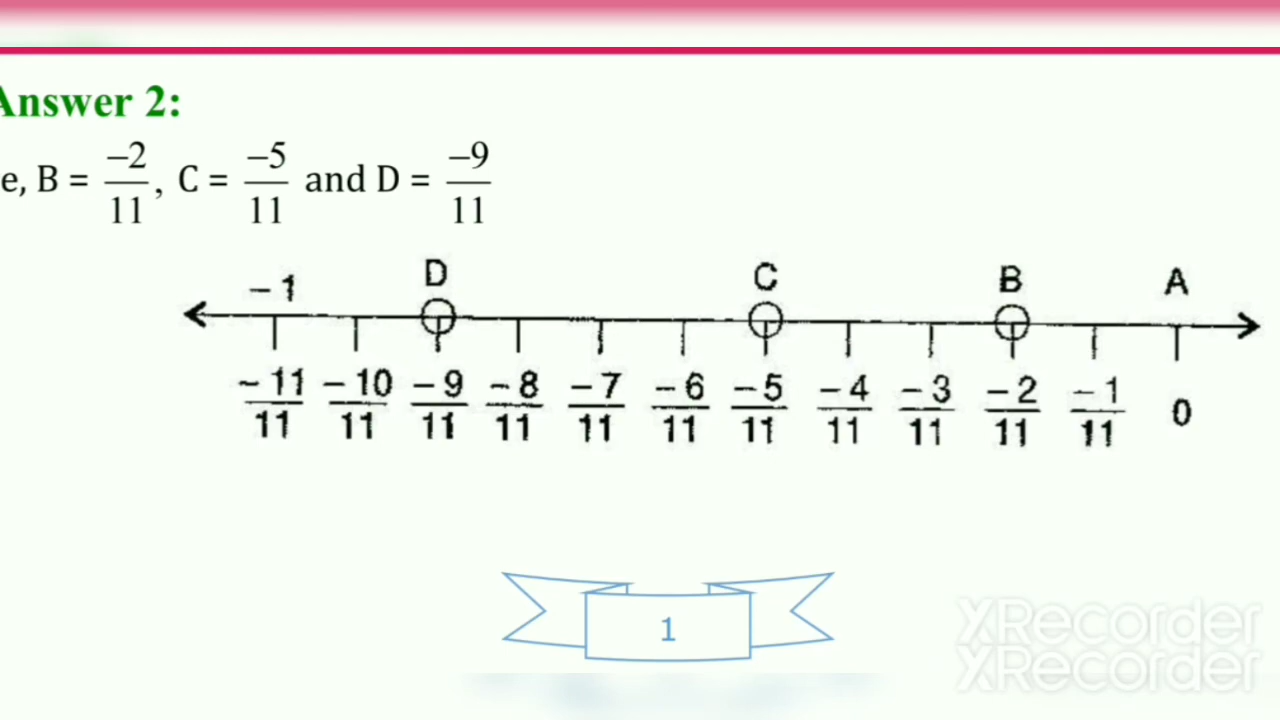 Answer 2:
e, B = –2/11, C = –5/11 and D = –9/11
– 1 D C B A
– 11/11 – 10/11 – 9/11 – 8/11 – 7/11 – 6/11 – 5/11 – 4/11 – 3/11 – 2/11 – 1/11 0
1
XRecorder
XRecorder